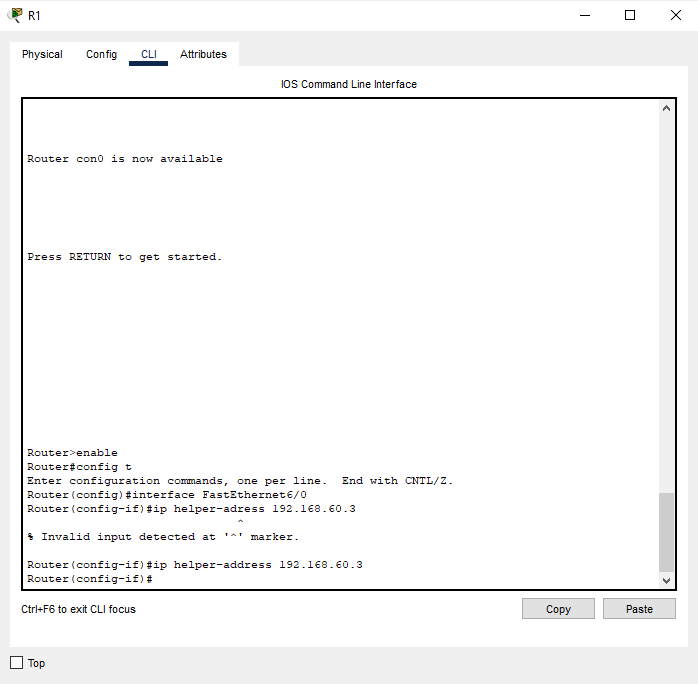 R1
Physical Config CLI Attributes
IOS Command Line Interface
Router con0 is now available
Press RETURN to get started.
Router>enable
Router#config t
Enter configuration commands, one per line.  End with CNTL/Z.
Router(config)#interface FastEthernet6/0
Router(config-if)#ip helper-adress 192.168.60.3
^
% Invalid input detected at '^' marker.
Router(config-if)#ip helper-address 192.168.60.3
Router(config-if)#
Ctrl+F6 to exit CLI focus
Copy Paste
Top